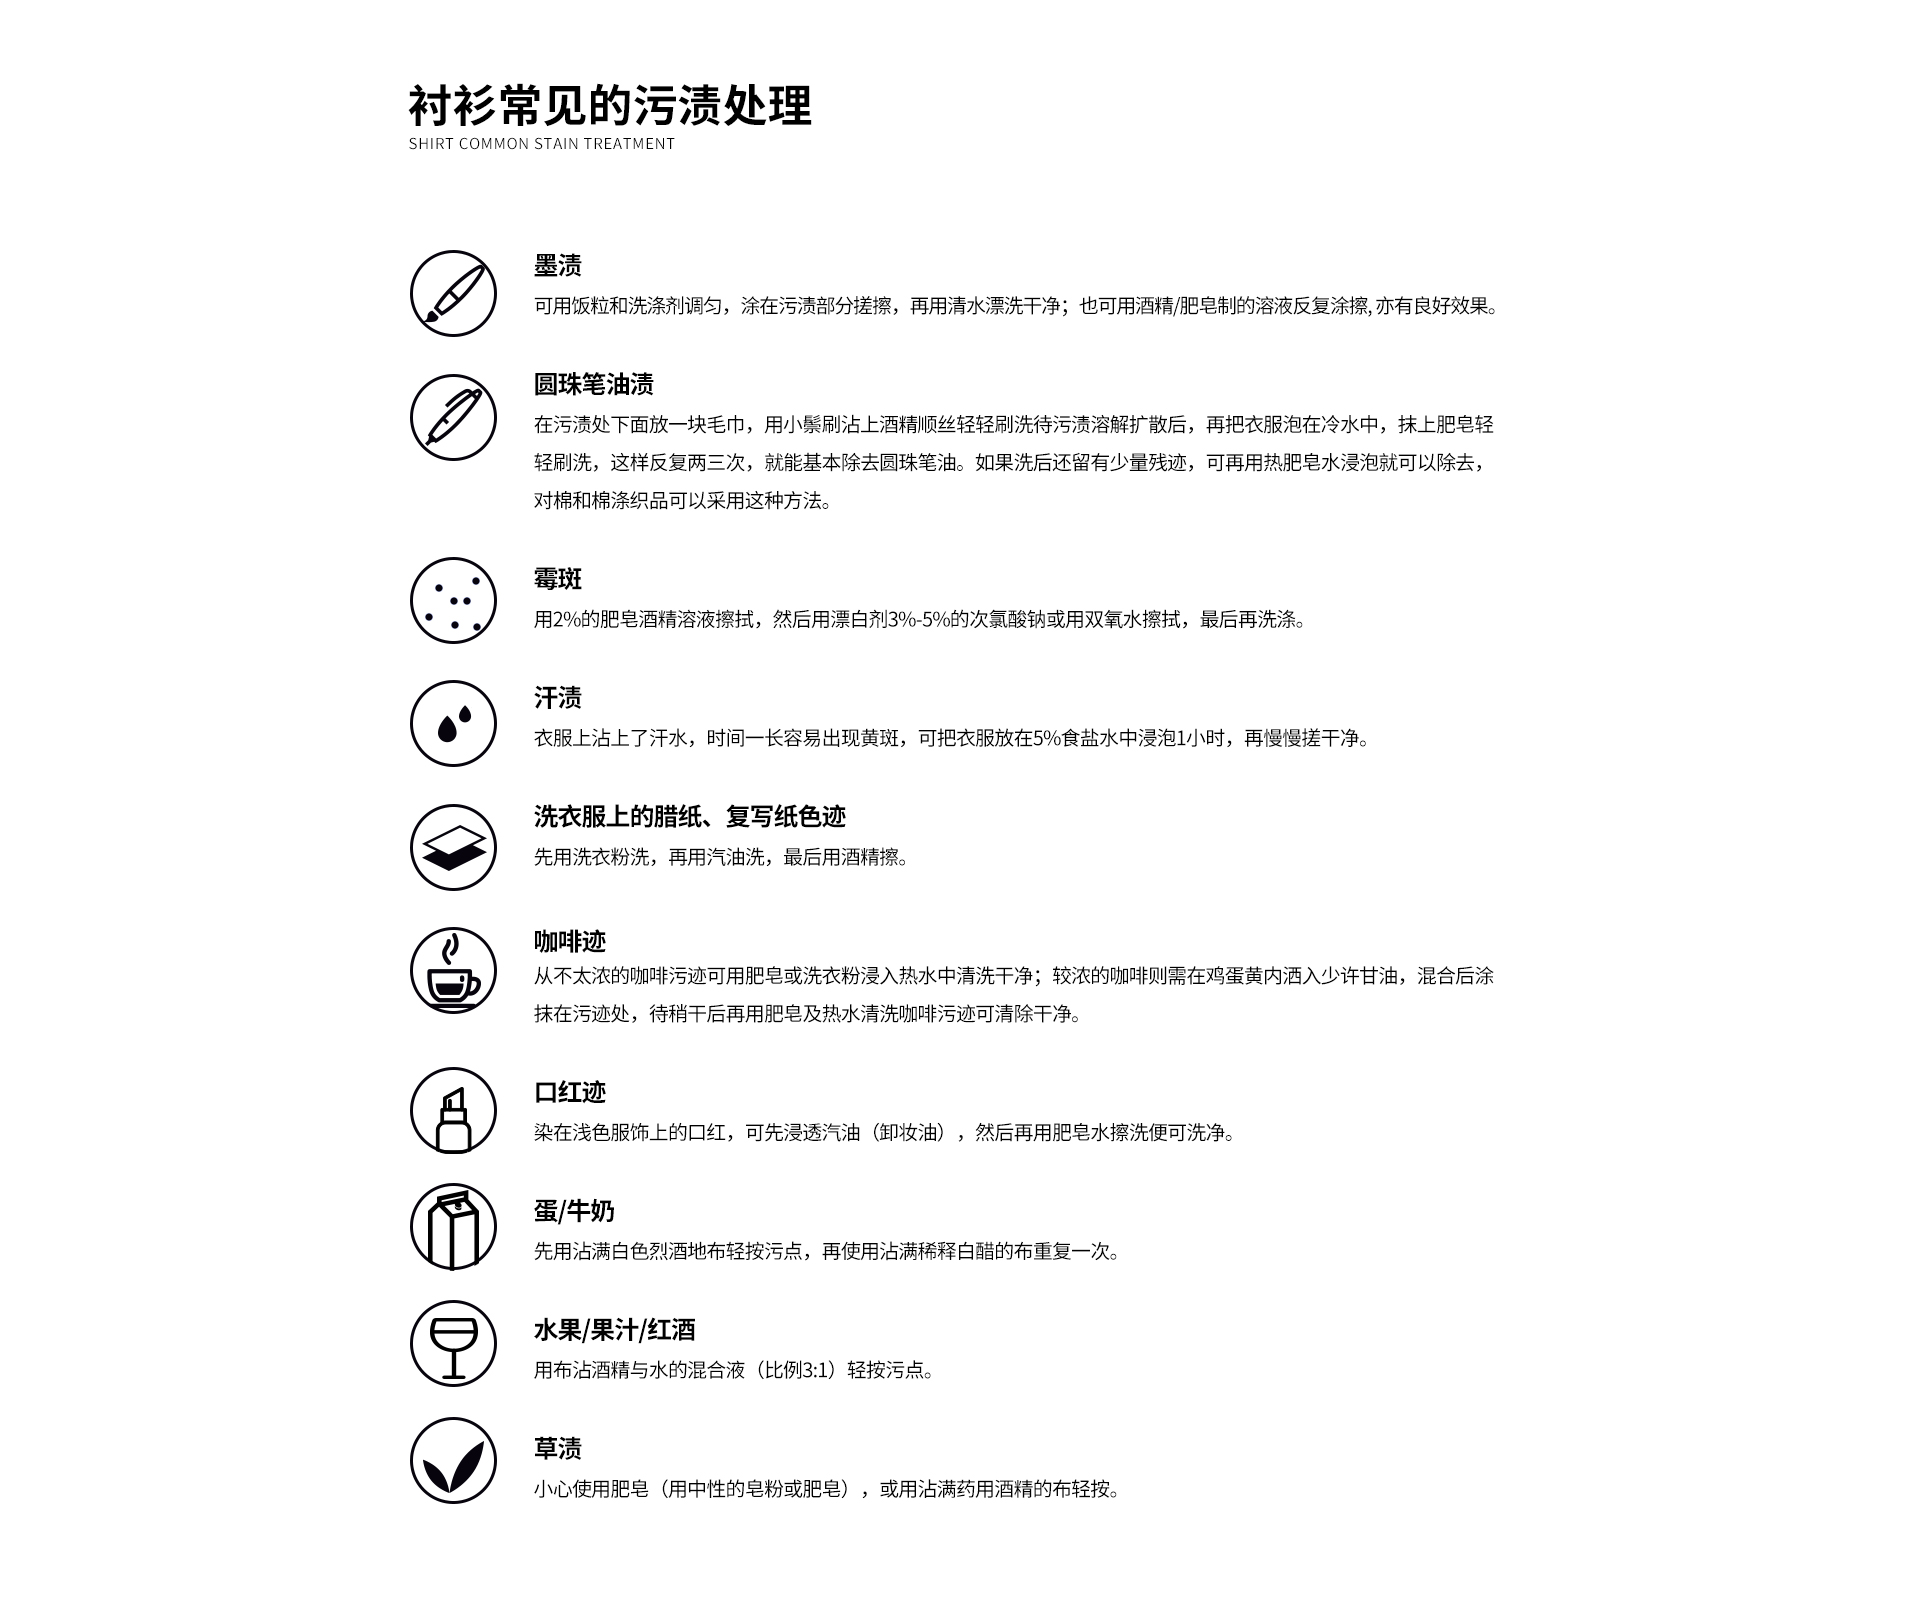 衬衫常见的污渍处理
SHIRT COMMON STAIN TREATMENT
墨渍
可用饭粒和洗涤剂调匀，涂在污渍部分搓擦，再用清水漂洗干净；也可用酒精/肥皂制的溶液反复涂擦, 亦有良好效果。
圆珠笔油渍
在污渍处下面放一块毛巾，用小鬃刷沾上酒精顺丝轻轻刷洗待污渍溶解扩散后，再把衣服泡在冷水中，抹上肥皂轻
轻刷洗，这样反复两三次，就能基本除去圆珠笔油。如果洗后还留有少量残迹，可再用热肥皂水浸泡就可以除去，
对棉和棉涤织品可以采用这种方法。
霉斑
用2%的肥皂酒精溶液擦拭，然后用漂白剂3%-5%的次氯酸钠或用双氧水擦拭，最后再洗涤。
汗渍
衣服上沾上了汗水，时间一长容易出现黄斑，可把衣服放在5%食盐水中浸泡1小时，再慢慢搓干净。
洗衣服上的腊纸、复写纸色迹
先用洗衣粉洗，再用汽油洗，最后用酒精擦。
咖啡迹
从不太浓的咖啡污迹可用肥皂或洗衣粉浸入热水中清洗干净；较浓的咖啡则需在鸡蛋黄内洒入少许甘油，混合后涂
抹在污迹处，待稍干后再用肥皂及热水清洗咖啡污迹可清除干净。
口红迹
染在浅色服饰上的口红，可先浸透汽油（卸妆油），然后再用肥皂水擦洗便可洗净。
蛋/牛奶
先用沾满白色烈酒地布轻按污点，再使用沾满稀释白醋的布重复一次。
水果/果汁/红酒
用布沾酒精与水的混合液（比例3:1）轻按污点。
草渍
小心使用肥皂（用中性的皂粉或肥皂），或用沾满药用酒精的布轻按。